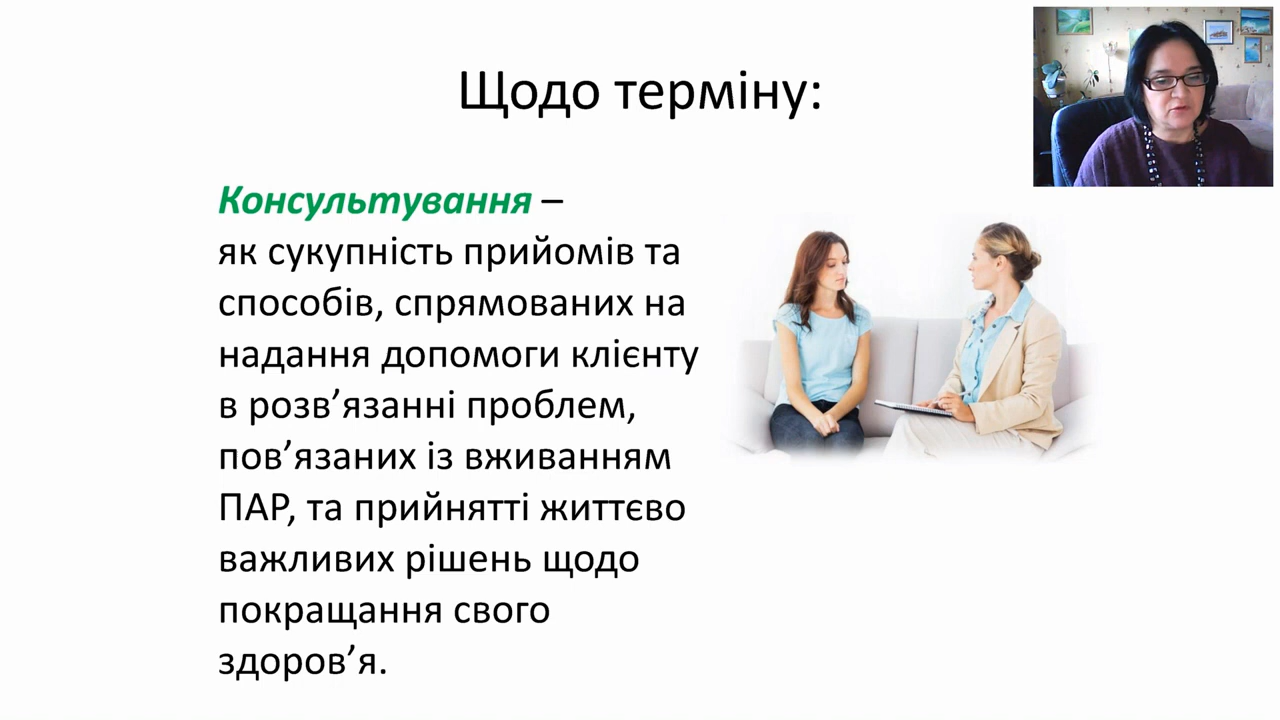 Щодо терміну:
Консультування –
як сукупність прийомів та
способів, спрямованих на
надання допомоги клієнту
в розв’язанні проблем,
пов’язаних із вживанням
ПАР, та прийнятті життєво
важливих рішень щодо
покращання свого
здоров’я.